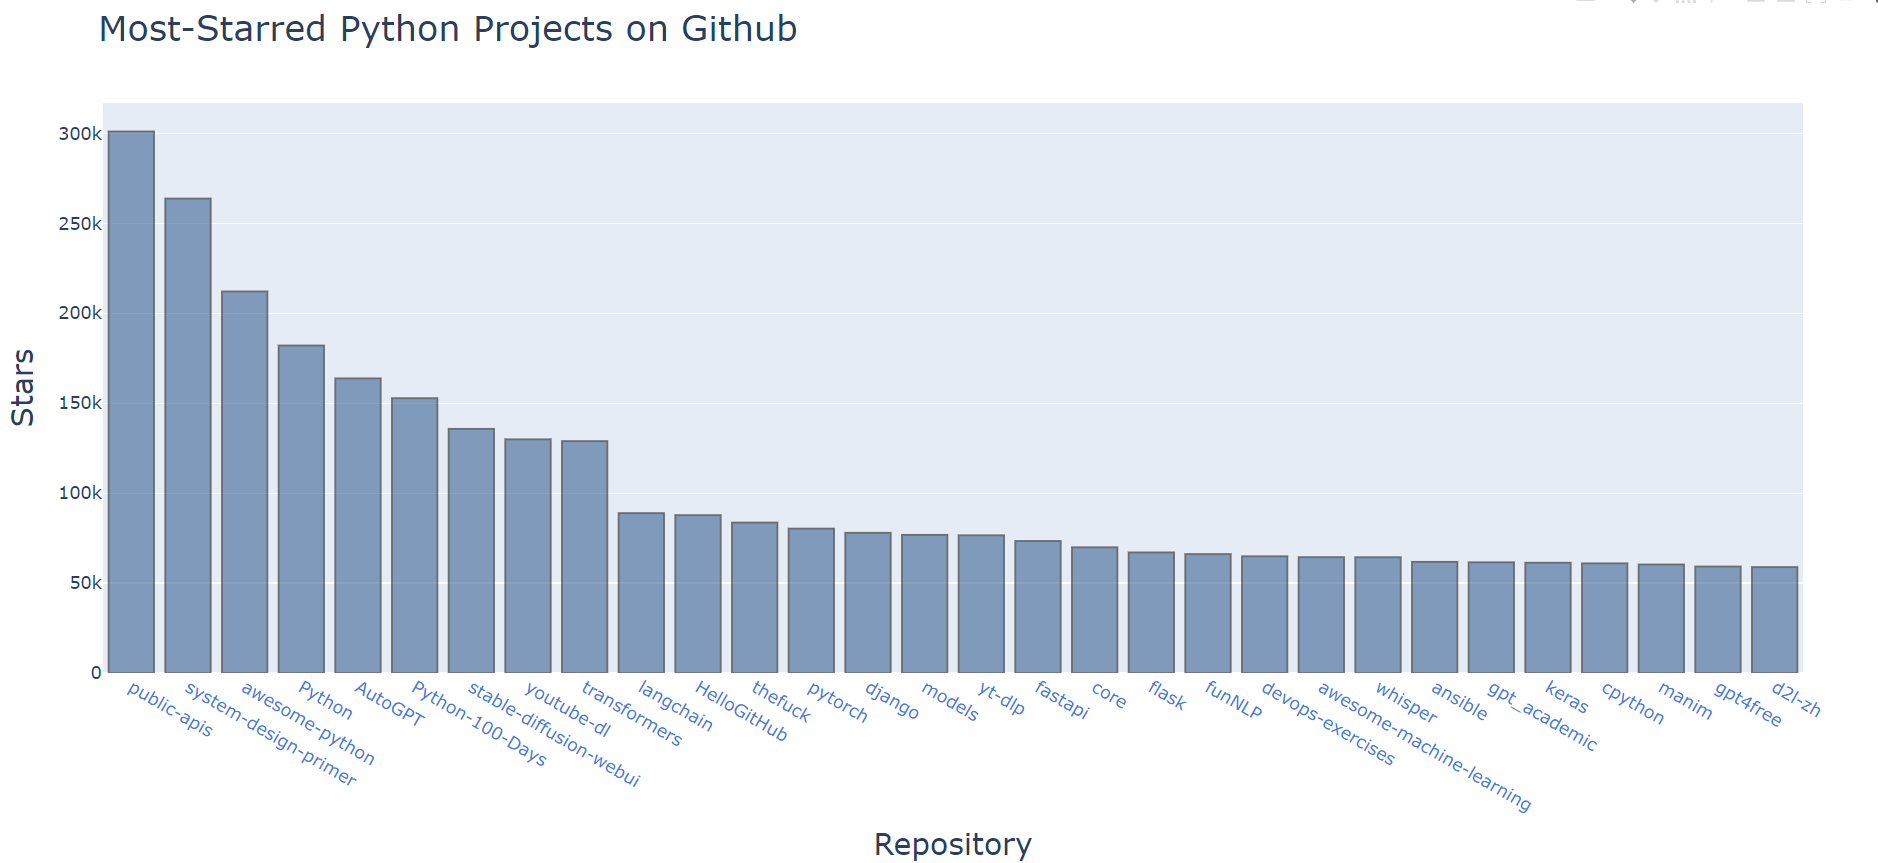 Most-Starred Python Projects on Github
Stars
300k
250k
200k
150k
100k
50k
0
public-apis
system-design-primer
awesome-python
Python
AutoGPT
Python-100-Days
stable-diffusion-webui
youtube-dl
transformers
langchain
HelloGitHub
thefuck
pytorch
django
models
yt-dlp
fastapi
core
flask
funNLP
devops-exercises
awesome-machine-learning
whisper
ansible
gpt_academic
keras
cpython
manim
gpt4free
d2l-zh
Repository